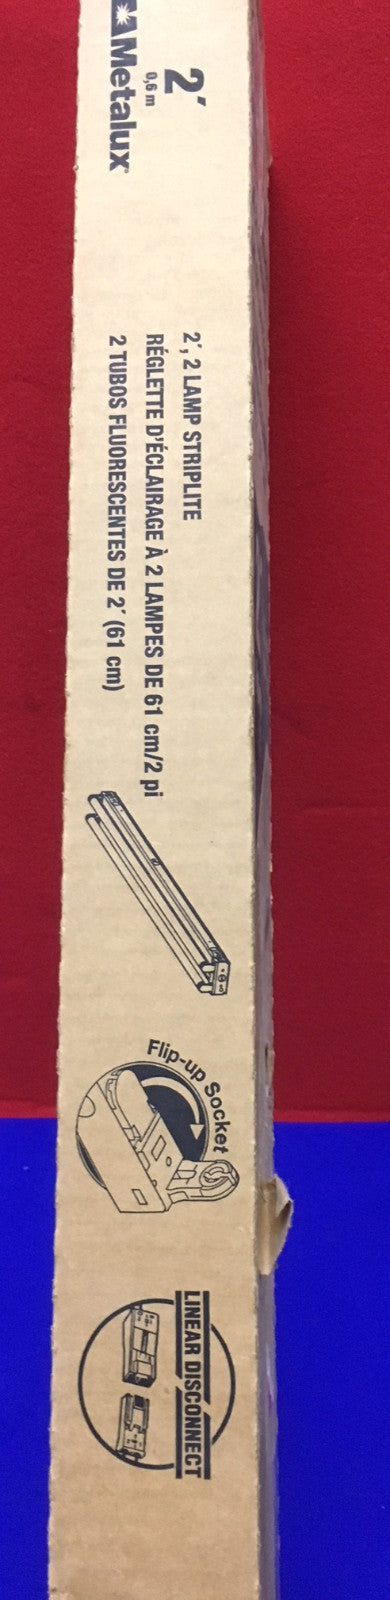 Metalux
2′
0,6 m
2′, 2 LAMP STRIPLITE
RÉGLETTE D'ÉCLAIRAGE À 2 LAMPES DE 61 cm/2 pi
2 TUBOS FLUORESCENTES DE 2′ (61 cm)
Flip-up Socket
LINEAR DISCONNECT